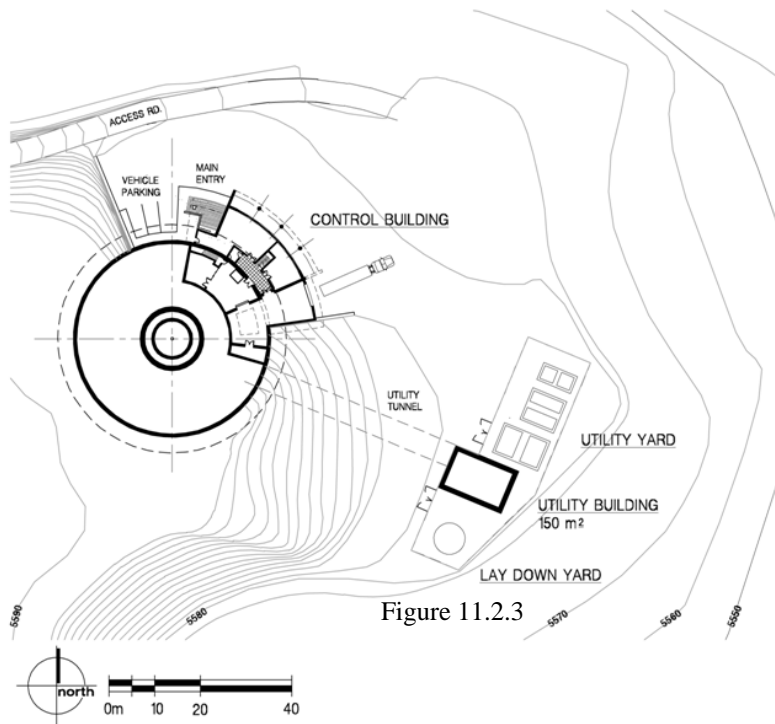 ACCESS RD.
VEHICLE
PARKING
MAIN
ENTRY
CONTROL BUILDING
UTILITY
TUNNEL
UTILITY YARD
UTILITY BUILDING
150 m²
LAY DOWN YARD
Figure 11.2.3
5590
5580
5570
5560
5550
north
0m 10 20 40